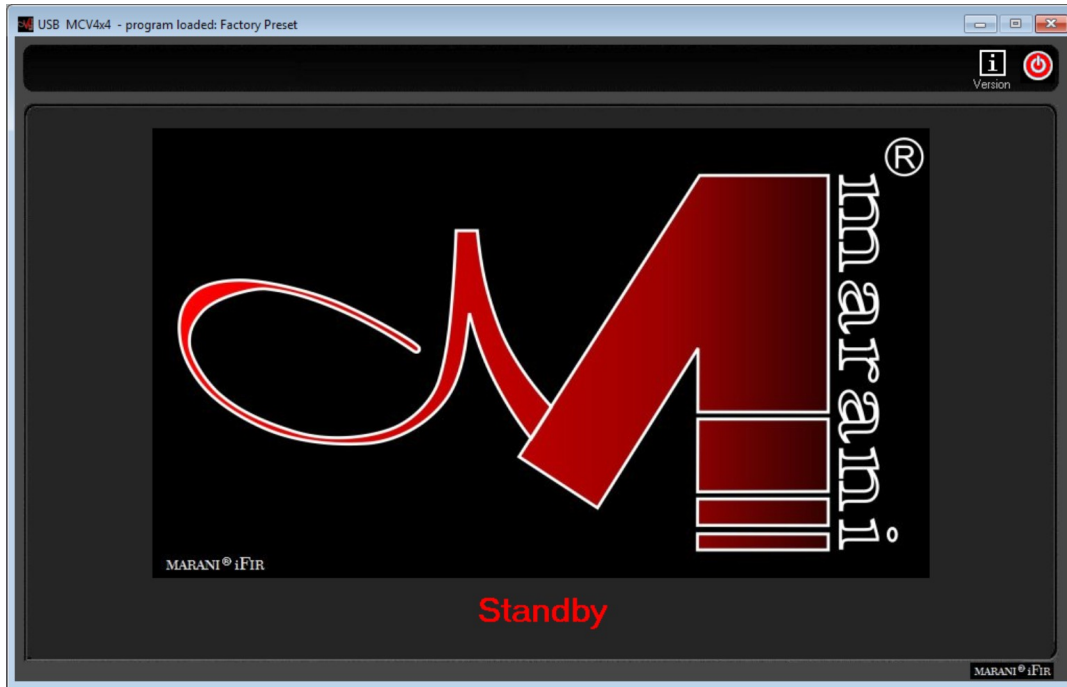 USB MCV4x4 - program loaded: Factory Preset
Version
®
marani
MARANI® iFIR
Standby
MARANI® iFIR